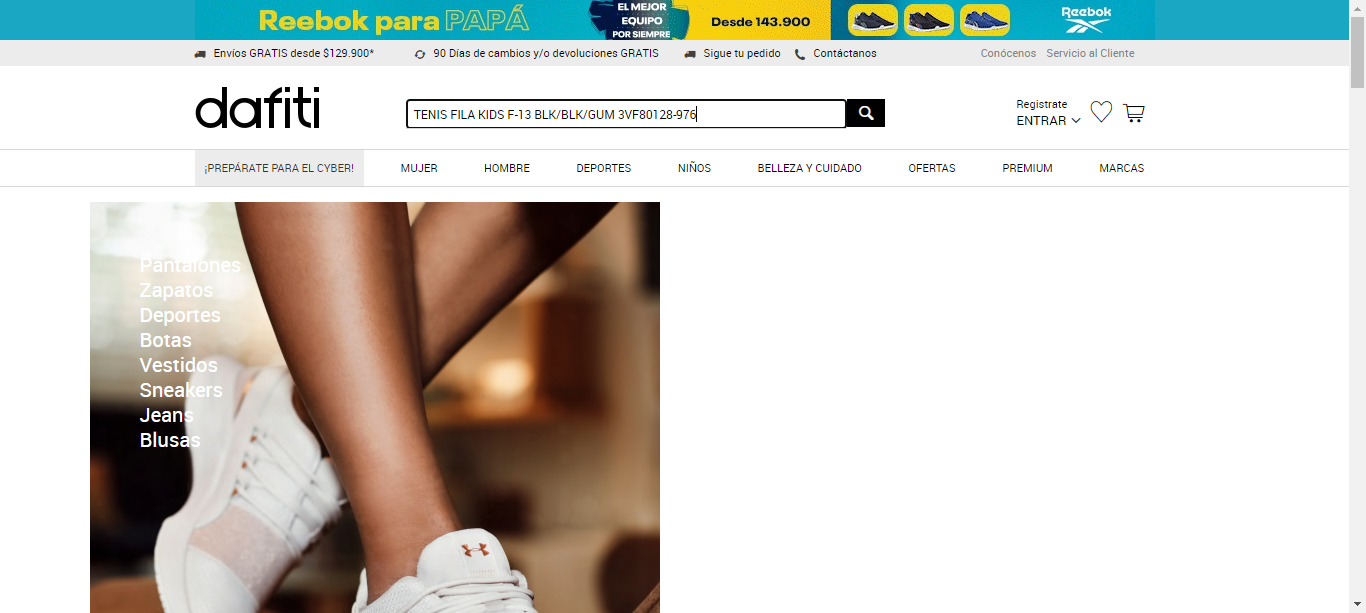 Reebok para PAPÁ
EL MEJOR
EQUIPO
POR SIEMPRE
Desde 143.900
Reebok
Envíos GRATIS desde $129.900*
90 Días de cambios y/o devoluciones GRATIS
Sigue tu pedido
Contáctanos
Conócenos
Servicio al Cliente
dafiti
TENIS FILA KIDS F-13 BLK/BLK/GUM 3VF80128-976
Registrate
ENTRAR
¡PREPÁRATE PARA EL CYBER!
MUJER
HOMBRE
DEPORTES
NIÑOS
BELLEZA Y CUIDADO
OFERTAS
PREMIUM
MARCAS
Pantalones
Zapatos
Deportes
Botas
Vestidos
Sneakers
Jeans
Blusas